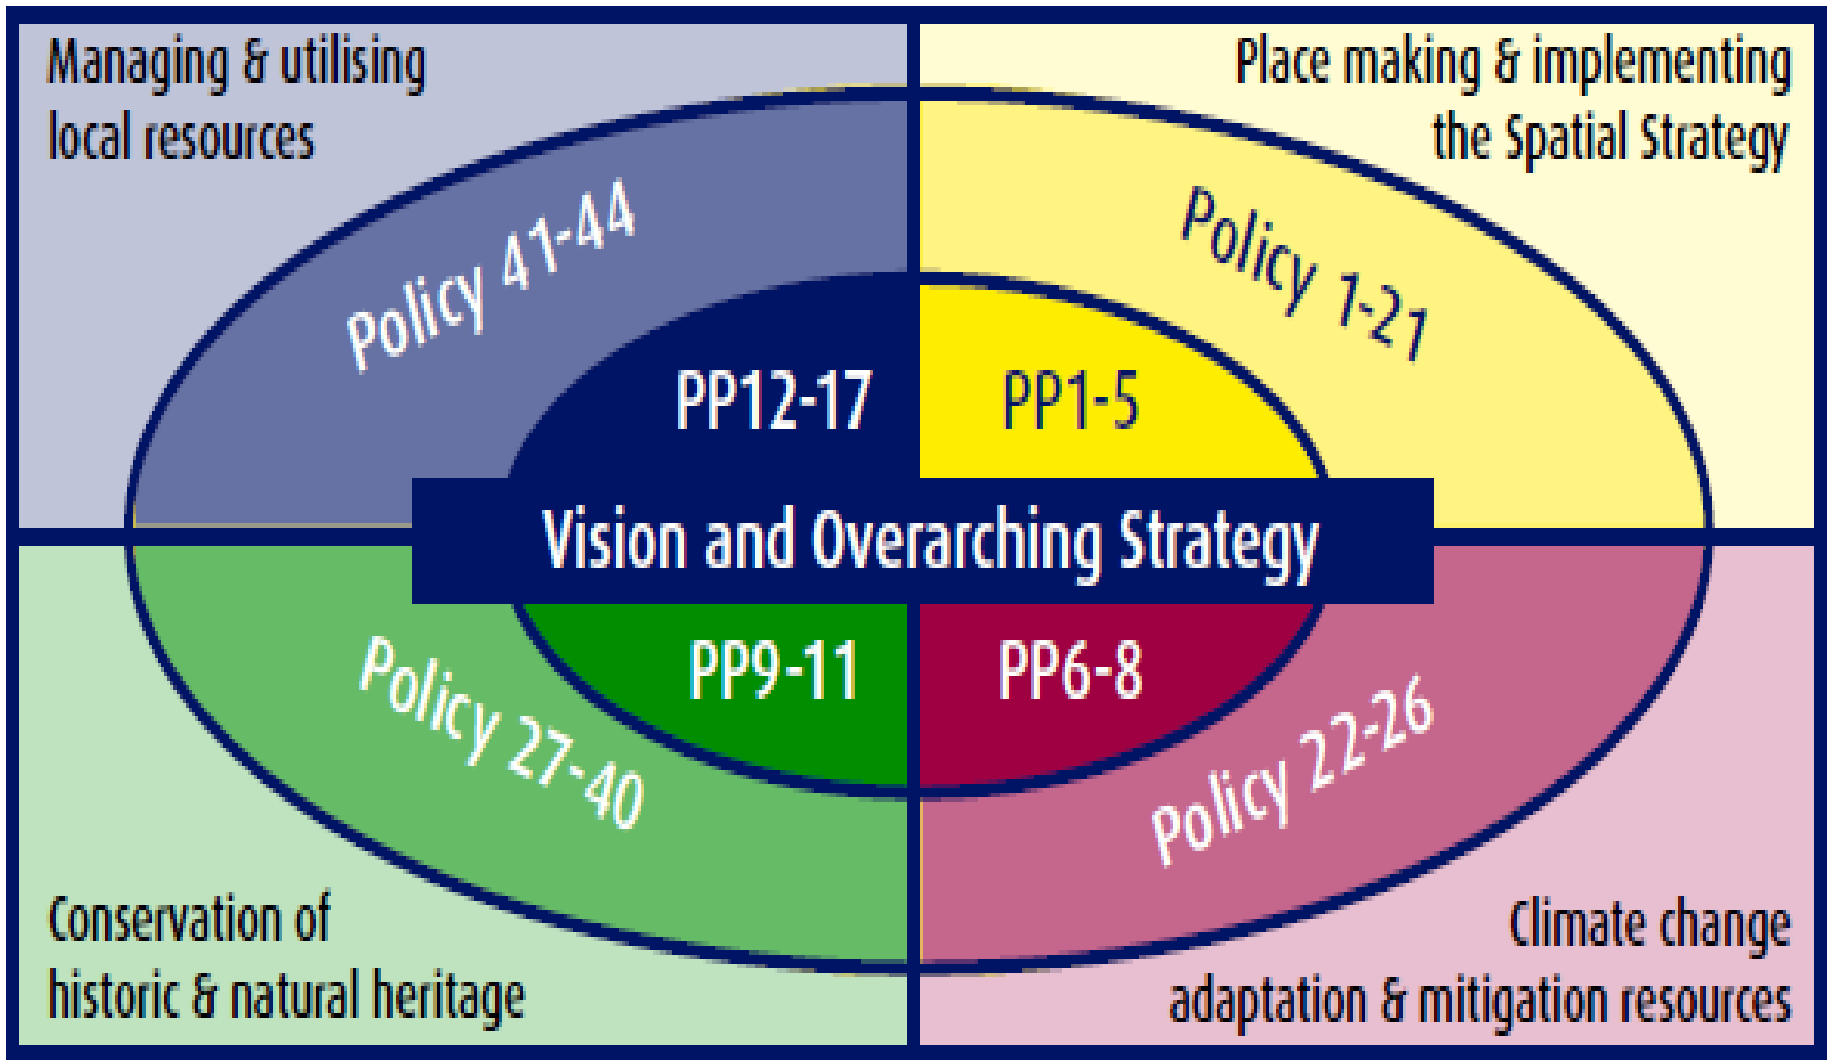 Managing & utilising
local resources
Place making & implementing
the Spatial Strategy
Policy 41-44
Policy 1-21
PP12-17
PP1-5
Vision and Overarching Strategy
PP9-11
PP6-8
Policy 27-40
Policy 22-26
Conservation of
historic & natural heritage
Climate change
adaptation & mitigation resources